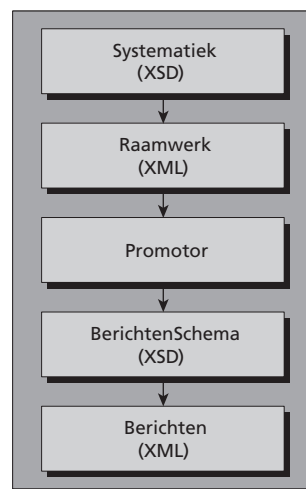 Systematiek
(XSD)
Raamwerk
(XML)
Promotor
BerichtenSchema
(XSD)
Berichten
(XML)